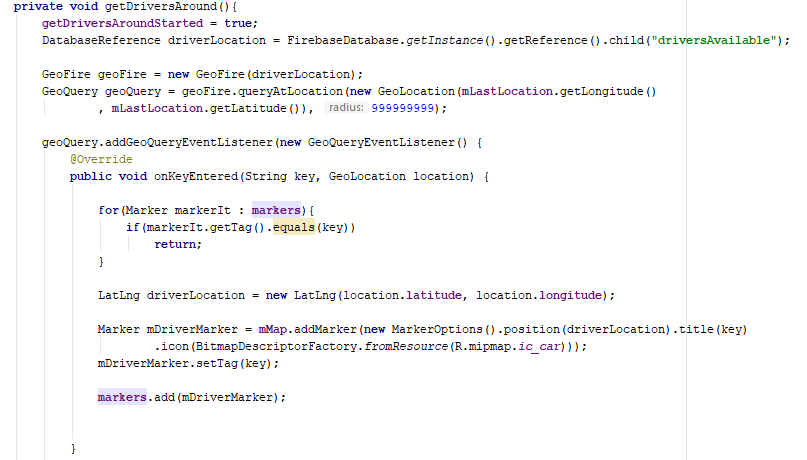 private void getDriversAround(){
getDriversAroundStarted = true;
DatabaseReference driverLocation = FirebaseDatabase.getInstance().getReference().child("driversAvailable");
GeoFire geoFire = new GeoFire(driverLocation);
GeoQuery geoQuery = geoFire.queryAtLocation(new GeoLocation(mLastLocation.getLongitude()
, mLastLocation.getLatitude()), radius: 999999999);
geoQuery.addGeoQueryEventListener(new GeoQueryEventListener() {
@Override
public void onKeyEntered(String key, GeoLocation location) {
for(Marker markerIt : markers){
if(markerIt.getTag().equals(key))
return;
}
LatLng driverLocation = new LatLng(location.latitude, location.longitude);
Marker mDriverMarker = mMap.addMarker(new MarkerOptions().position(driverLocation).title(key)
.icon(BitmapDescriptorFactory.fromResource(R.mipmap.ic_car)));
mDriverMarker.setTag(key);
markers.add(mDriverMarker);
}